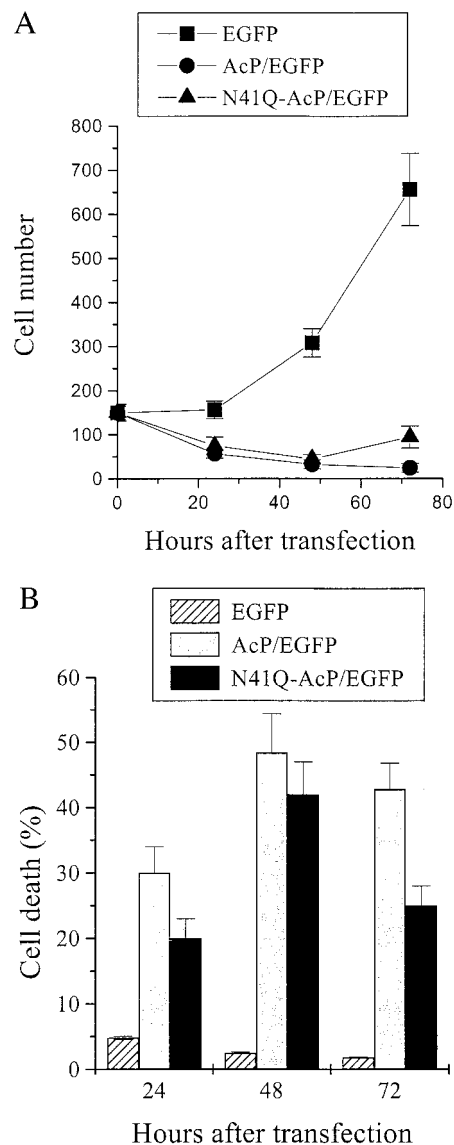 A
EGFP
AcP/EGFP
N41Q-AcP/EGFP
800
700
600
500
400
300
200
100
0
0
20
40
60
80
Cell number
Hours after transfection
B
EGFP
AcP/EGFP
N41Q-AcP/EGFP
60
50
40
30
20
10
0
24
48
72
Cell death (%)
Hours after transfection